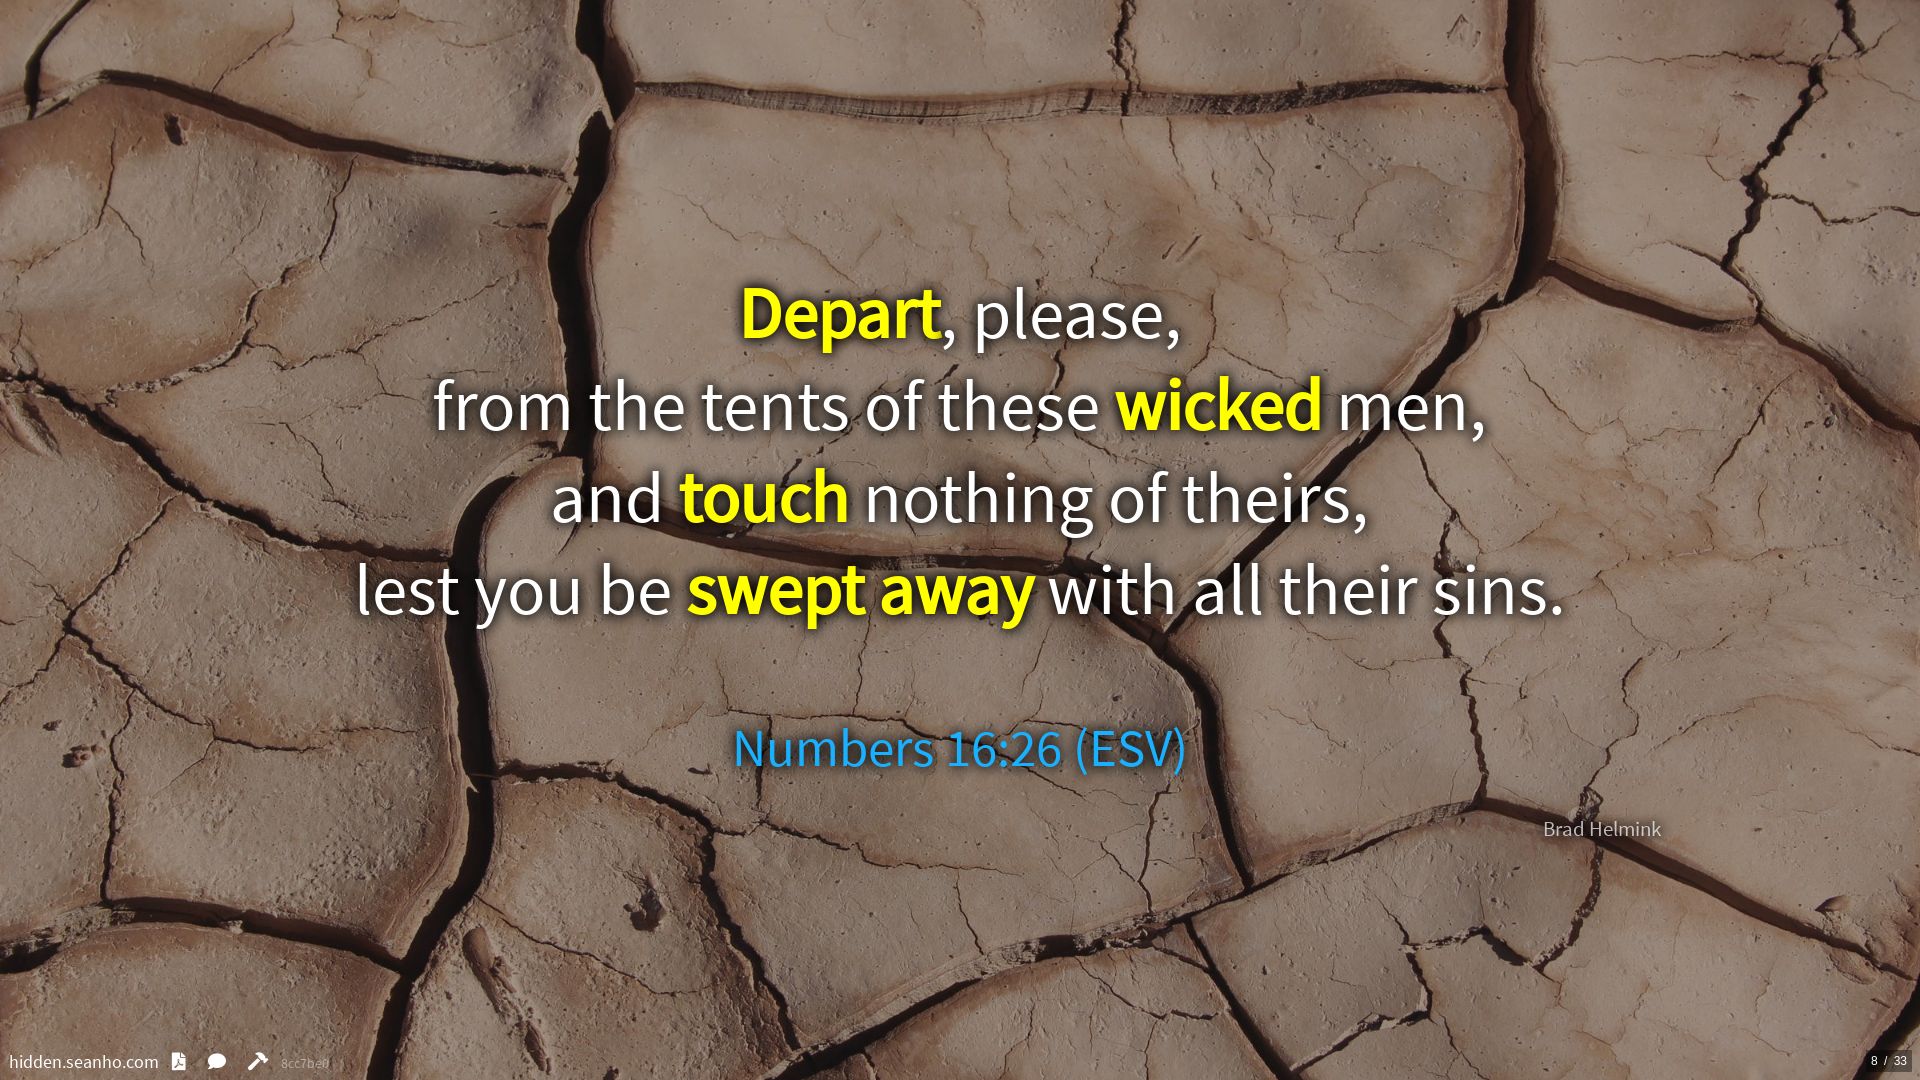 Depart, please,
from the tents of these wicked men,
and touch nothing of theirs,
lest you be swept away with all their sins.
Numbers 16:26 (ESV)
Brad Helmink
hidden.seanho.com
8cc7be0
8 / 33